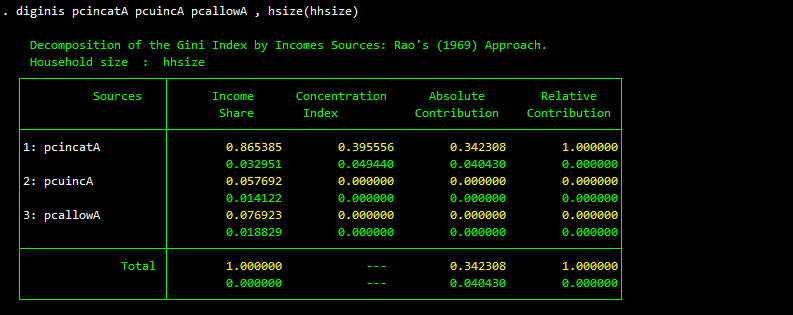 . diginis pcincatA pcuincA pcallowA , hsize(hhsize)
Decomposition of the Gini Index by Incomes Sources: Rao's (1969) Approach.
Household size : hhsize
Sources Income Concentration Absolute Relative
Share Index Contribution Contribution
1: pcincatA 0.865385 0.395556 0.342308 1.000000
0.032951 0.049440 0.040430 0.000000
2: pcuincA 0.057692 0.000000 0.000000 0.000000
0.014122 0.000000 0.000000 0.000000
3: pcallowA 0.076923 0.000000 0.000000 0.000000
0.018829 0.000000 0.000000 0.000000
Total 1.000000 --- 0.342308 1.000000
0.000000 --- 0.040430 0.000000